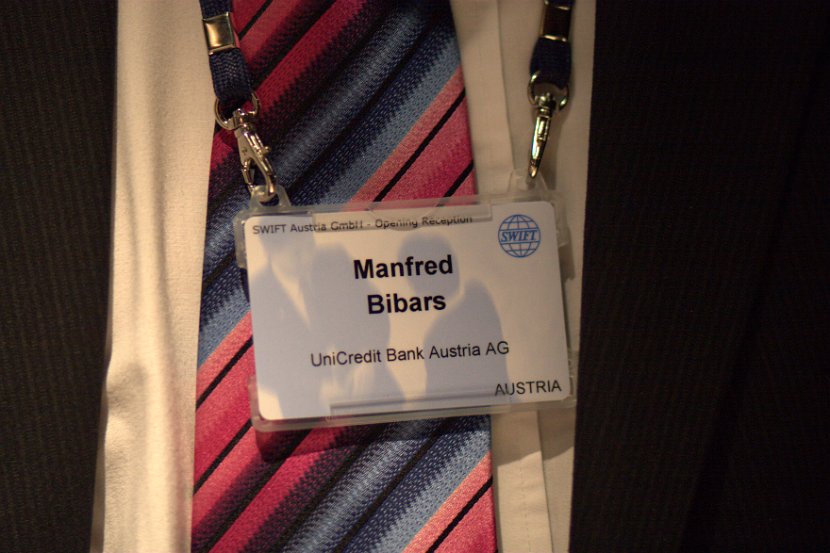 SWIFT Austria GmbH - Opening Reception
SWIFT
Manfred
Bibars
UniCredit Bank Austria AG
AUSTRIA